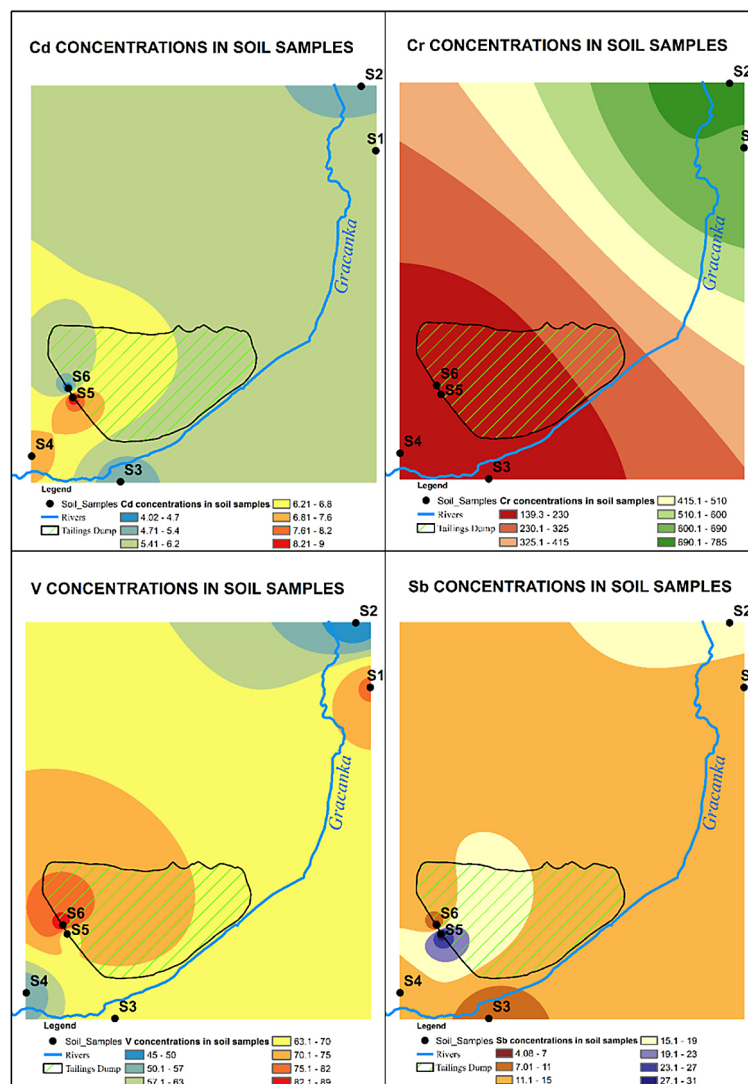 Cd CONCENTRATIONS IN SOIL SAMPLES
S2
S1
Gracanka
S6
S5
S4
S3
Legend
Soil_Samples
Rivers
Tailings Dump
Cd concentrations in soil samples
4.02 - 4.7
4.71 - 5.4
5.41 - 6.2
6.21 - 6.8
6.81 - 7.6
7.61 - 8.2
8.21 - 9
Cr CONCENTRATIONS IN SOIL SAMPLES
S2
S
Gracanka
S6
S5
S4
S3
Legend
Soil_Samples
Rivers
Tailings Dump
Cr concentrations in soil samples
139.3 - 230
230.1 - 325
325.1 - 415
415.1 - 510
510.1 - 600
600.1 - 690
690.1 - 785
V CONCENTRATIONS IN SOIL SAMPLES
S2
S1
Gracanka
S6
S5
S4
S3
Legend
Soil_Samples
Rivers
Tailings Dump
V concentrations in soil samples
45 - 50
50.1 - 57
57.1 - 63
63.1 - 70
70.1 - 75
75.1 - 82
82.1 - 89
Sb CONCENTRATIONS IN SOIL SAMPLES
S2
S
Gracanka
S6
S5
S4
S3
Legend
Soil_Samples
Rivers
Tailings Dump
Sb concentrations in soil samples
4.08 - 7
7.01 - 11
11.1 - 15
15.1 - 19
19.1 - 23
23.1 - 27
27.1 - 31